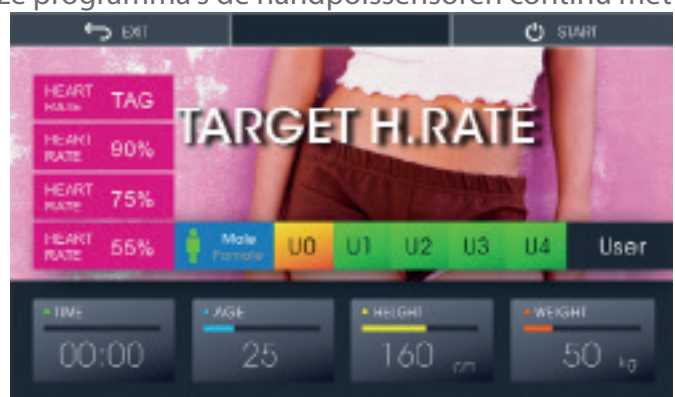 ze programma's de handpolssensoren continu met
EXIT
START
HEART RATE TAG
TARGET H.RATE
HEART RATE 90%
HEART RATE 75%
HEART RATE 55%
Male
Female
U0 U1 U2 U3 U4 User
TIME
AGE
HEIGHT
WEIGHT
00:00
25
160 cm
50 kg